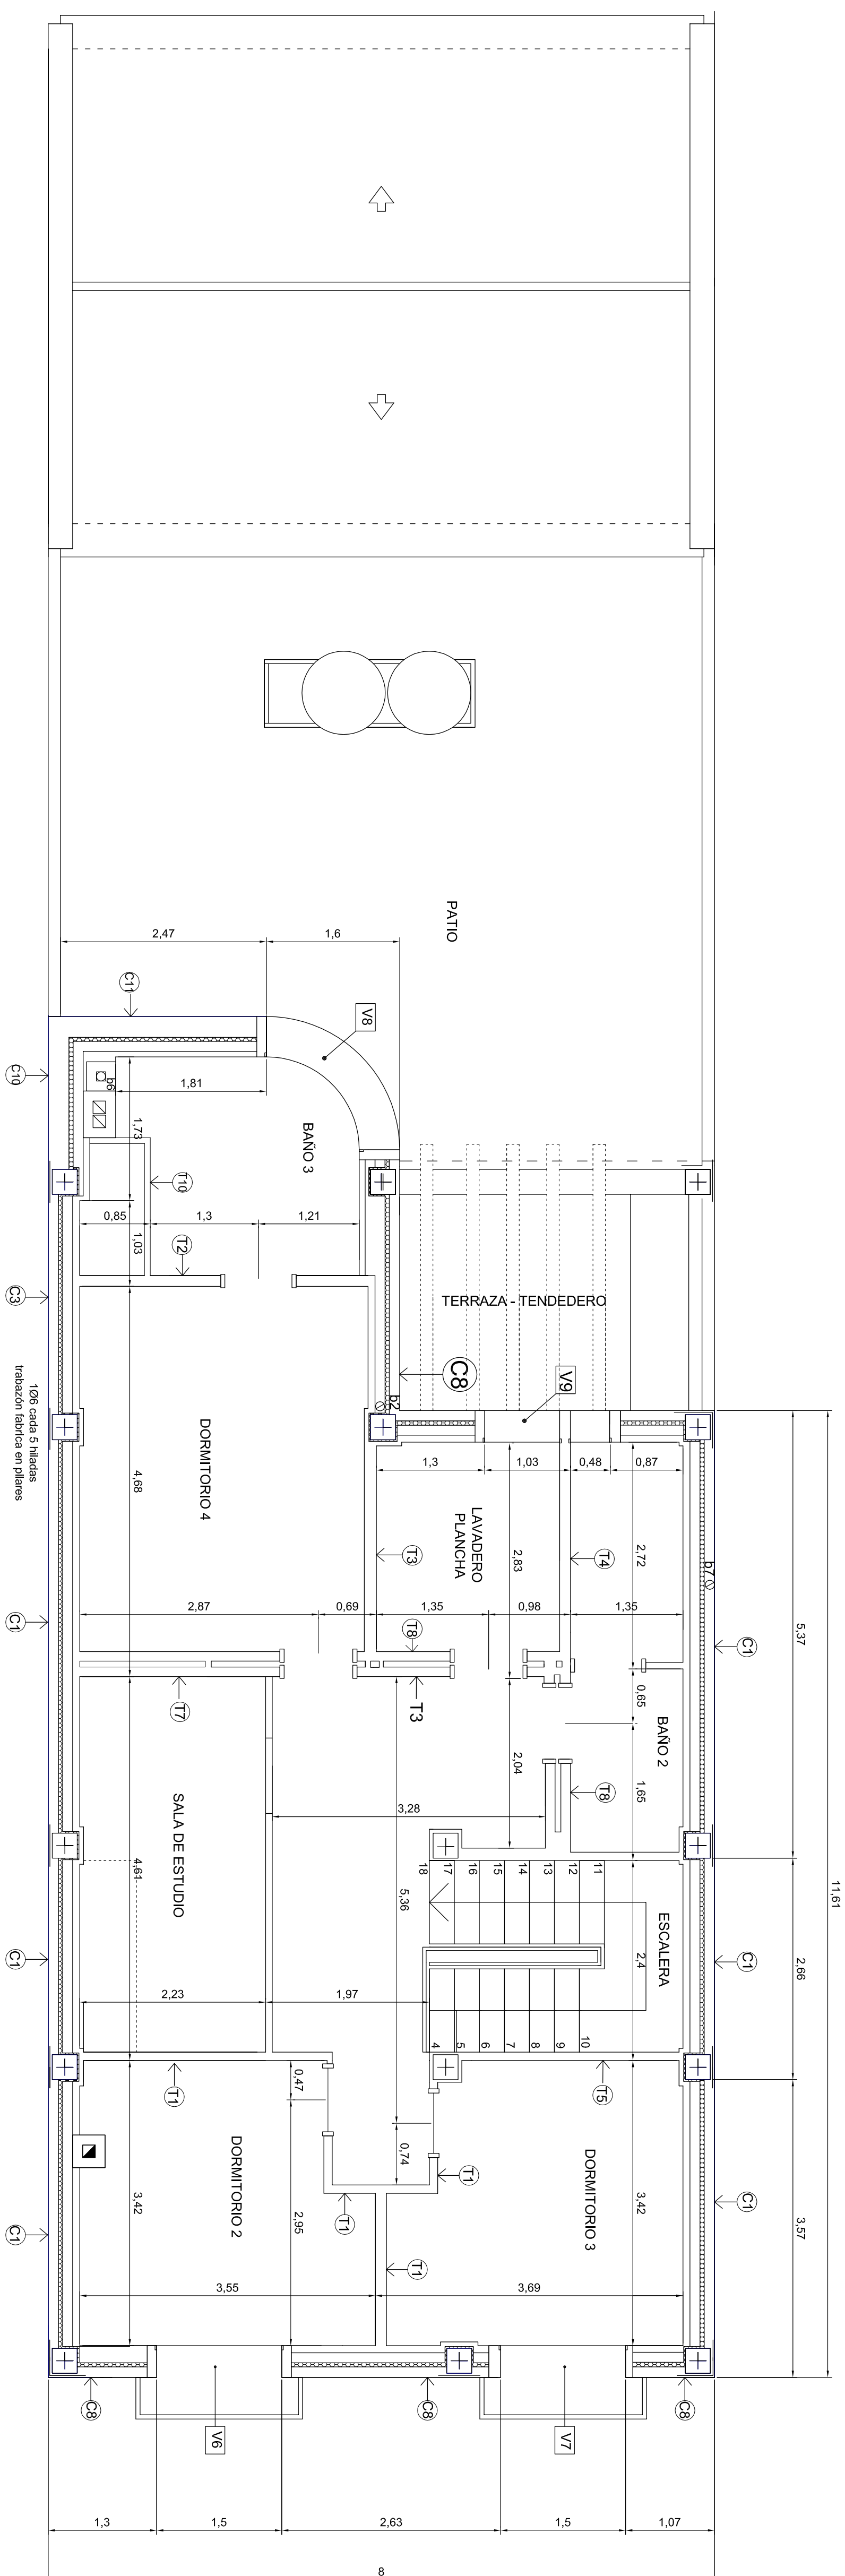 PATIO
2,47
1,6
C11
V8
C10
b6
1,81
1,73
BAÑO 3
T10
0,85
1,3
1,21
1,03
T2
C3
TERRAZA - TENDEDERO
C8
b2
V9
1Ø6 cada 5 hiladas
trabazón fabrica en pilares
DORMITORIO 4
4,68
1,3
1,03
0,48
0,87
LAVADERO
PLANCHA
T3
2,83
T4
2,72
b7
5,37
11,61
C1
2,87
0,69
1,35
0,98
1,35
T8
C1
T7
T3
0,65
BAÑO 2
2,04
T8
1,65
3,28
SALA DE ESTUDIO
4,61
5,36
18
17
16
15
14
13
12
11
ESCALERA
2,4
2,66
C1
C1
2,23
1,97
4
5
6
7
8
9
10
T1
0,47
T5
0,74
DORMITORIO 2
3,42
2,95
T1
T1
DORMITORIO 3
3,42
3,57
C1
C1
T1
3,55
3,69
C8
C8
C8
V6
V7
1,3
1,5
2,63
1,5
1,07
8